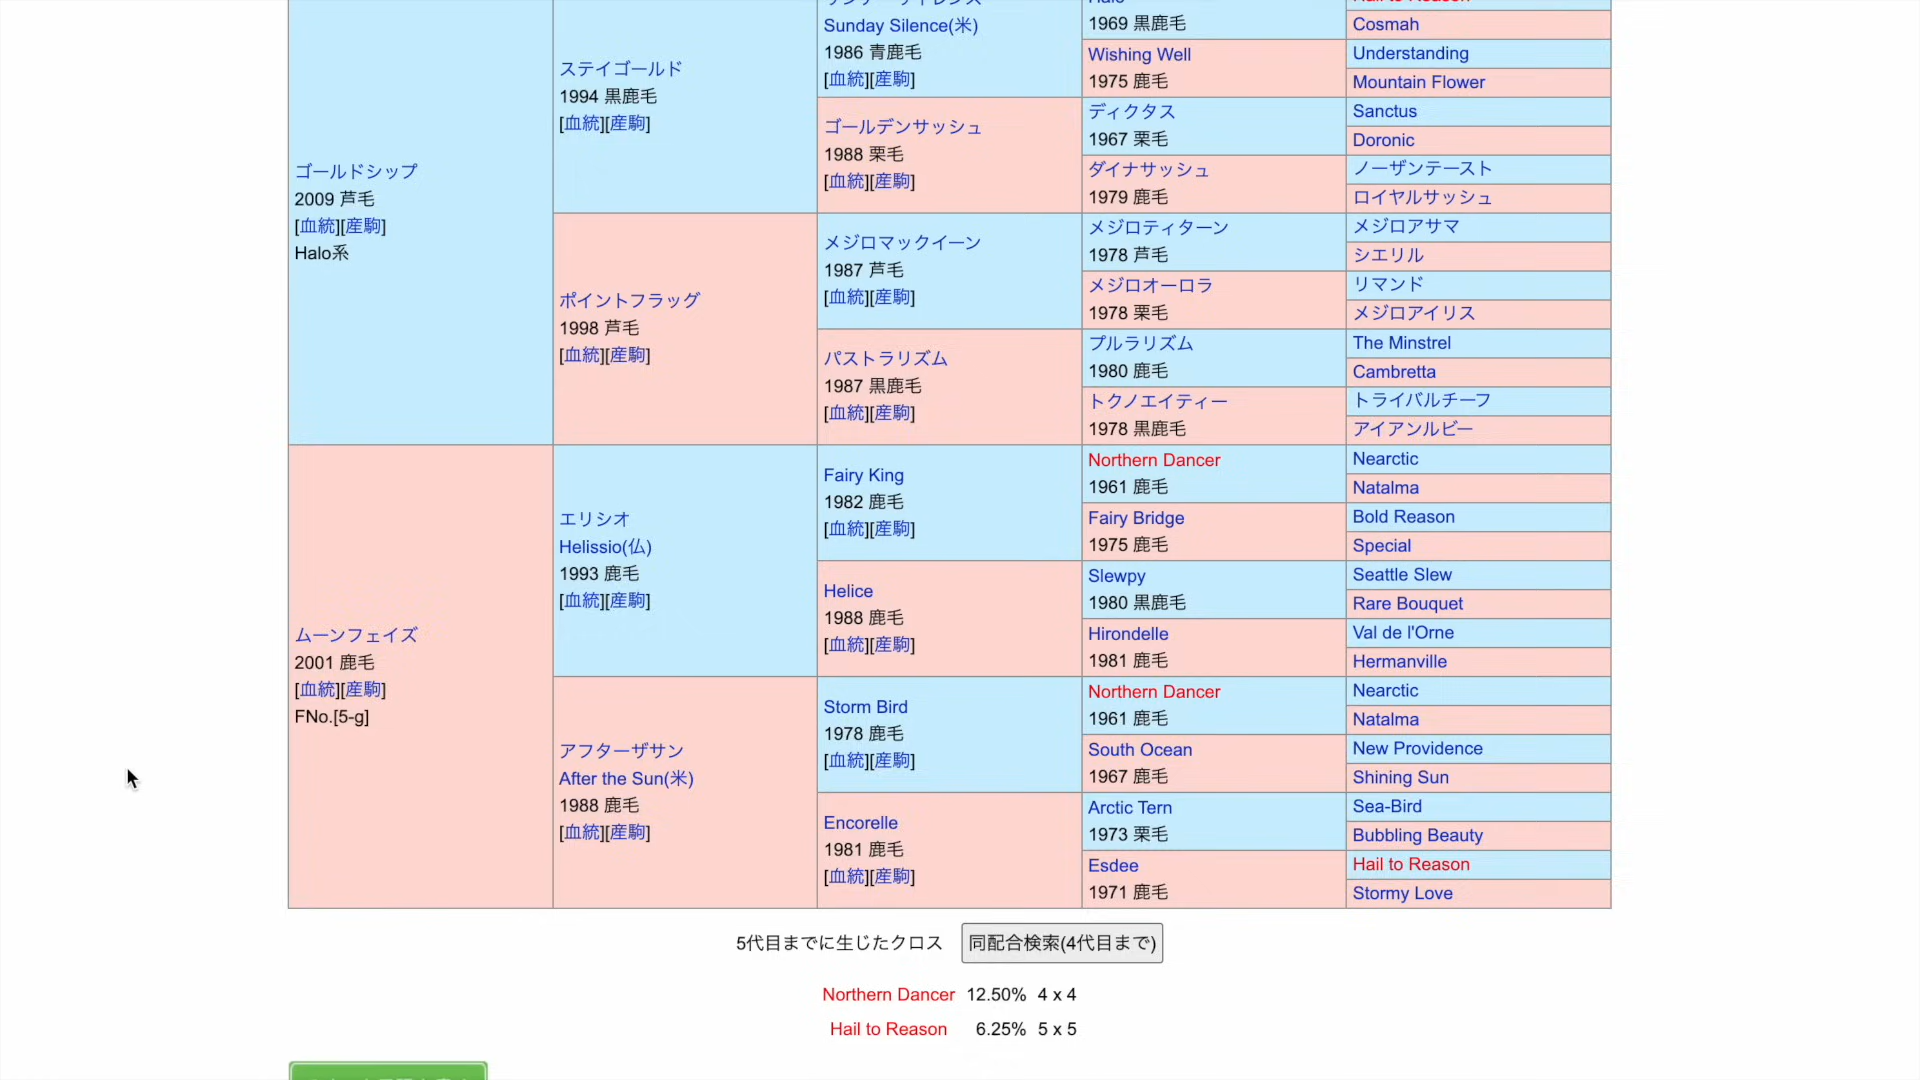 Sunday Silence(米)
1986 青鹿毛
[血統][産駒]
1969 黒鹿毛
Cosmah
Wishing Well
1975 鹿毛
Understanding
Mountain Flower
ステイゴールド
1994 黒鹿毛
[血統][産駒]
ゴールデンサッシュ
1988 栗毛
[血統][産駒]
ディクタス
1967 栗毛
Sanctus
Doronic
ダイナサッシュ
1979 鹿毛
ノーザンテースト
ロイヤルサッシュ
ゴールドシップ
2009 芦毛
[血統][産駒]
Halo系
ポイントフラッグ
1998 芦毛
[血統][産駒]
メジロマックイーン
1987 芦毛
[血統][産駒]
メジロティターン
1978 芦毛
メジロアサマ
シエリル
メジロオーロラ
1978 栗毛
リマンド
メジロアイリス
パストラリズム
1987 黒鹿毛
[血統][産駒]
プルラリズム
1980 鹿毛
The Minstrel
Cambretta
トクノエイティー
1978 黒鹿毛
トライバルチーフ
アイアンルビー
ムーンフェイズ
2001 鹿毛
[血統][産駒]
FNo.[5-g]
エリシオ
Helissio(仏)
1993 鹿毛
[血統][産駒]
Fairy King
1982 鹿毛
[血統][産駒]
Northern Dancer
1961 鹿毛
Nearctic
Natalma
Fairy Bridge
1975 鹿毛
Bold Reason
Special
Helice
1988 鹿毛
[血統][産駒]
Slewpy
1980 黒鹿毛
Seattle Slew
Rare Bouquet
Hirondelle
1981 鹿毛
Val de l'Orne
Hermanville
アフターザサン
After the Sun(米)
1988 鹿毛
[血統][産駒]
Storm Bird
1978 鹿毛
[血統][産駒]
Northern Dancer
1961 鹿毛
Nearctic
Natalma
South Ocean
1967 鹿毛
New Providence
Shining Sun
Encorelle
1981 鹿毛
[血統][産駒]
Arctic Tern
1973 栗毛
Sea-Bird
Bubbling Beauty
Esdee
1971 鹿毛
Hail to Reason
Stormy Love
5代目までに生じたクロス 同配合検索(4代目まで)
Northern Dancer 12.50% 4 x 4
Hail to Reason 6.25% 5 x 5